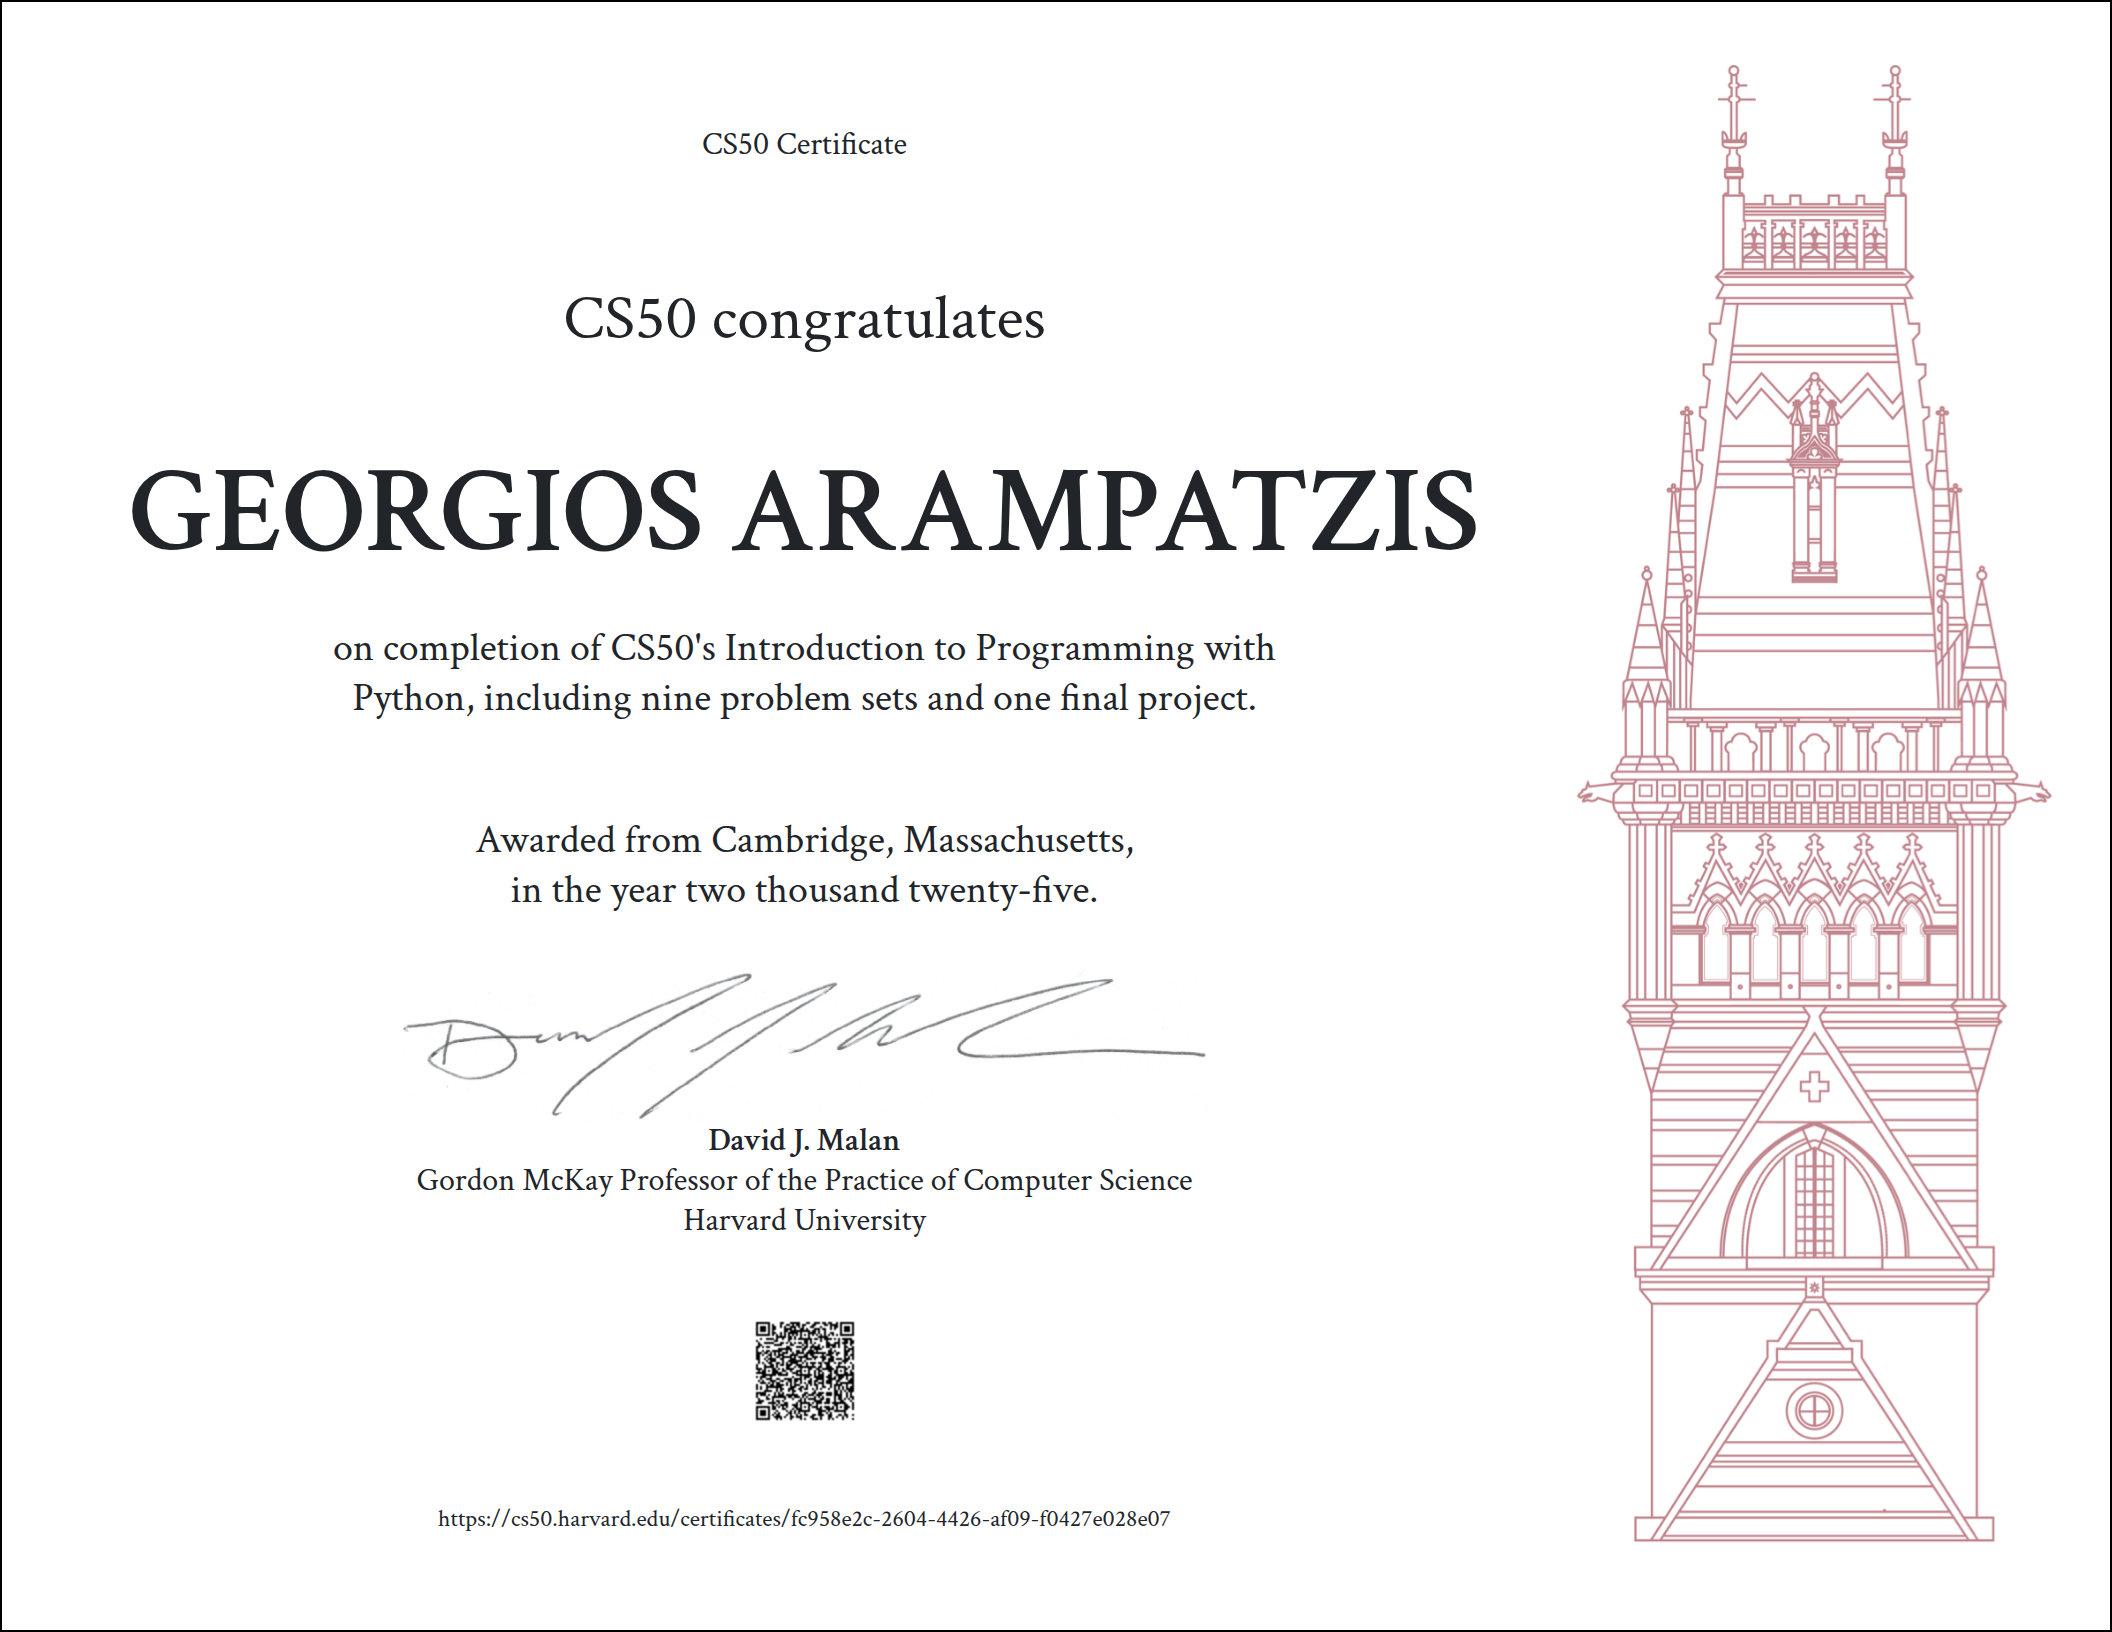 CS50 Certificate
CS50 congratulates
GEORGIOS ARAMPATZIS
on completion of CS50's Introduction to Programming with
Python, including nine problem sets and one final project.
Awarded from Cambridge, Massachusetts,
in the year two thousand twenty-five.
David J. Malan
Gordon McKay Professor of the Practice of Computer Science
Harvard University
https://cs50.harvard.edu/certificates/fc958e2c-2604-4426-af09-f0427e028e07